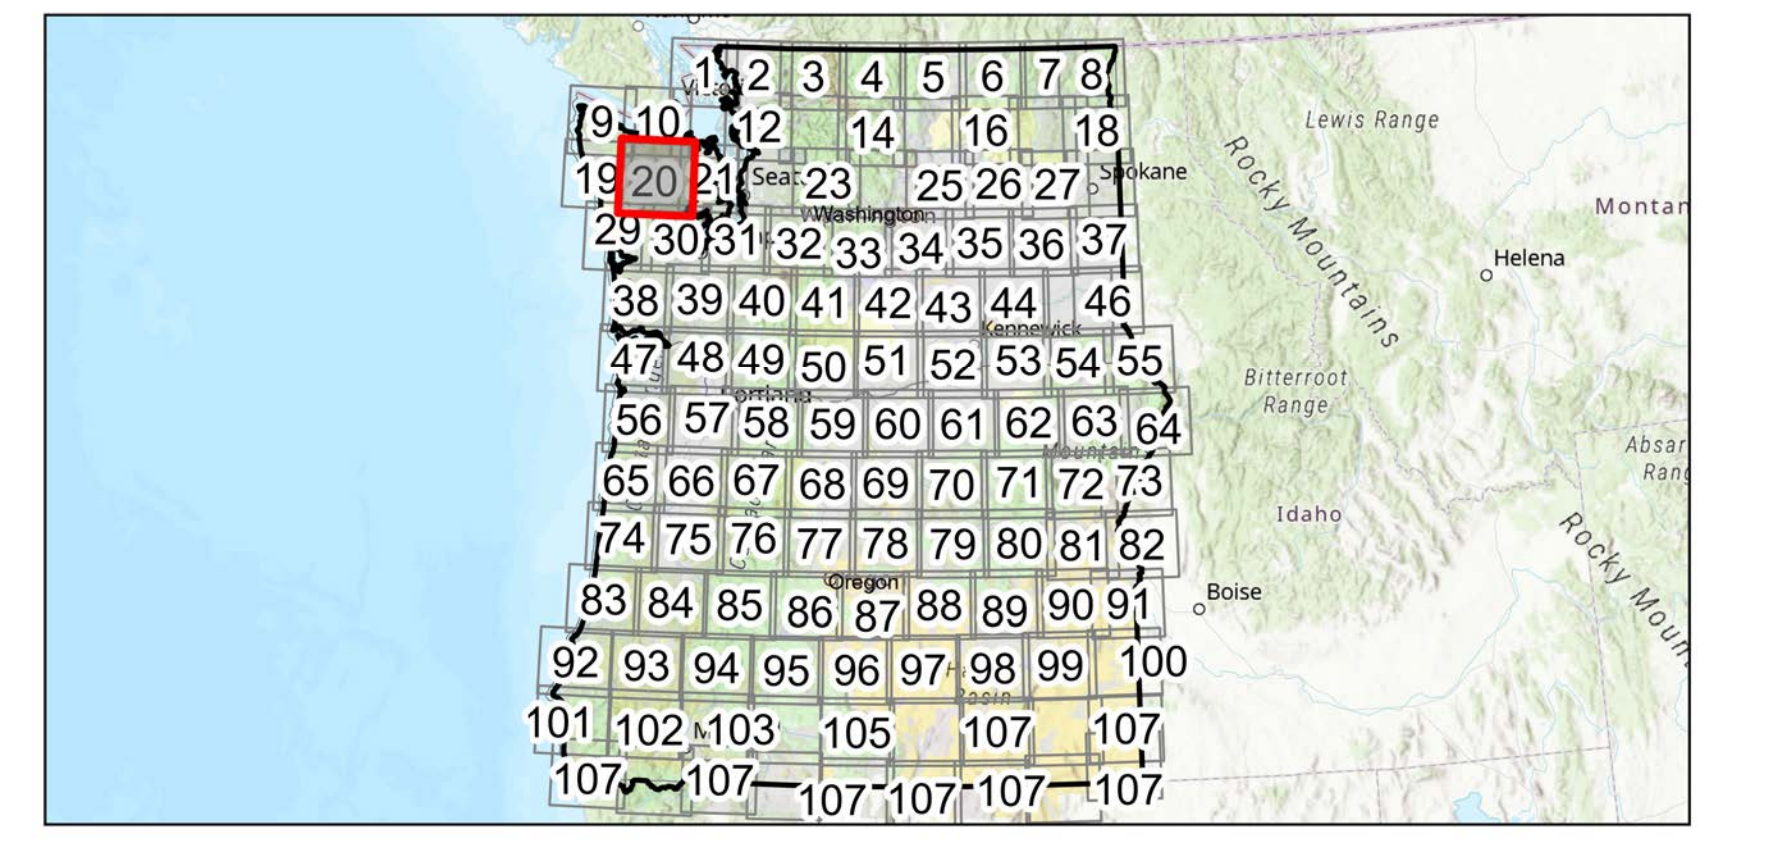 1 2 3 4 5 6 7 8
9 10 12 14 16 18
Lewis Range
19 20 21 23 25 26 27
Spokane
Washington
29 30 31 32 33 34 35 36 37
Rocky Mountains
Helena
38 39 40 41 42 43 44 46
Kennewick
47 48 49 50 51 52 53 54 55
Bitterroot
Range
Portland
56 57 58 59 60 61 62 63 64
Mountain
65 66 67 68 69 70 71 72 73
Idaho
74 75 76 77 78 79 80 81 82
Oregon
83 84 85 86 87 88 89 90 91
Boise
92 93 94 95 96 97 98 99 100
Basin
101 102 103 105 107 107
107 107 107 107 107 107